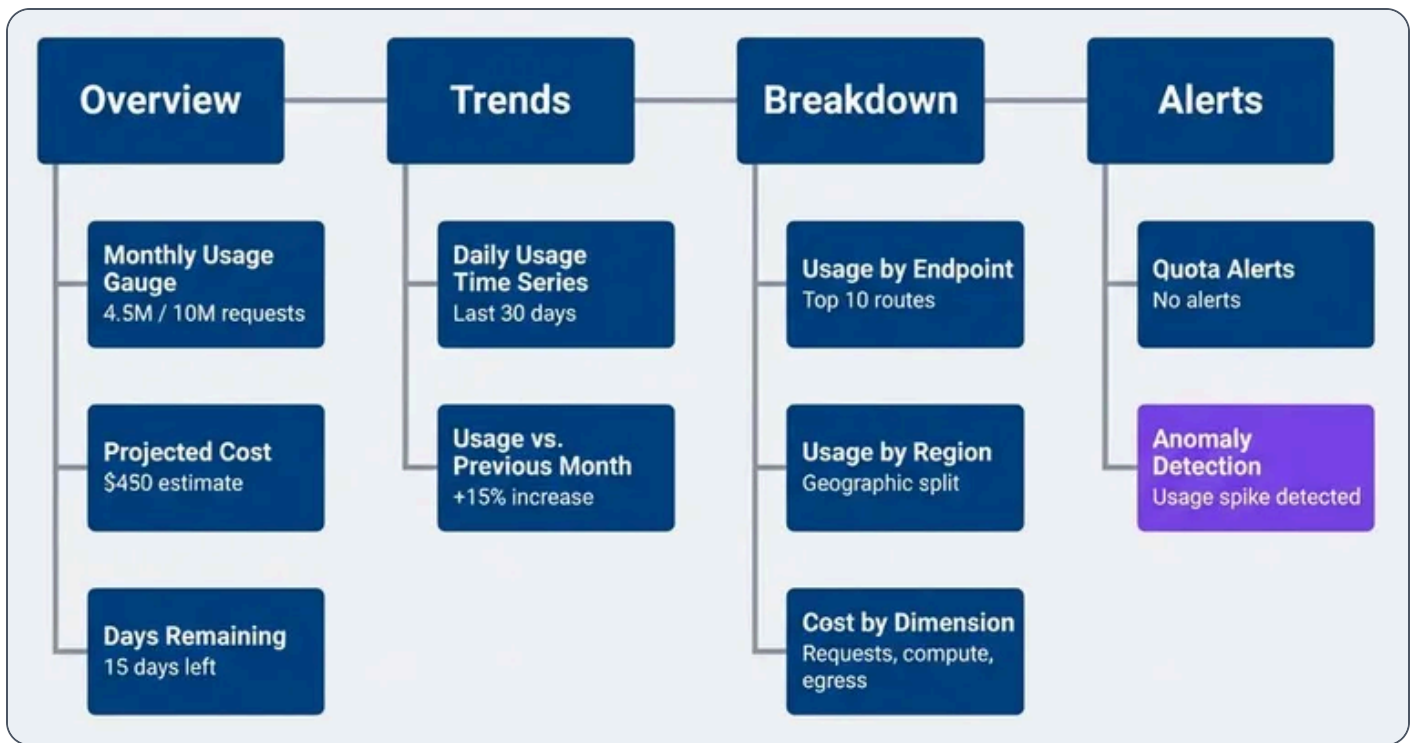 Overview
Monthly Usage
Gauge
4.5M / 10M requests
Projected Cost
$450 estimate
Days Remaining
15 days left
Trends
Daily Usage
Time Series
Last 30 days
Usage vs.
Previous Month
+15% increase
Breakdown
Usage by Endpoint
Top 10 routes
Usage by Region
Geographic split
Cost by Dimension
Requests, compute,
egress
Alerts
Quota Alerts
No alerts
Anomaly
Detection
Usage spike detected